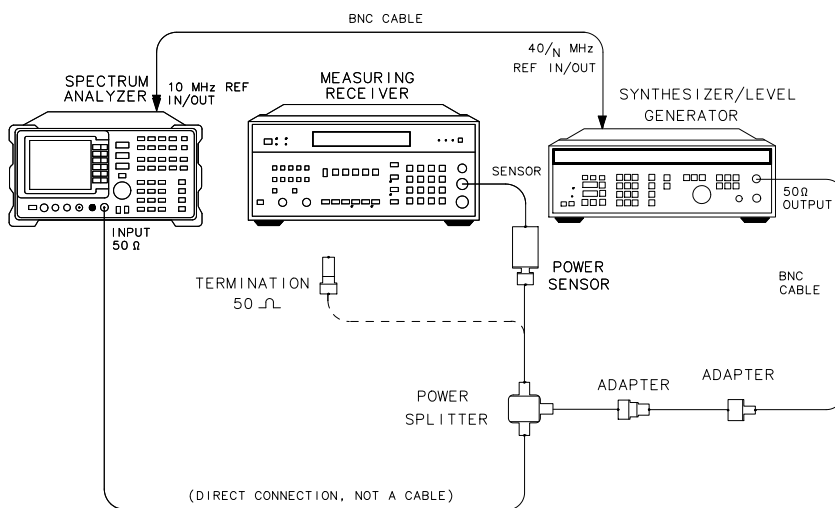 BNC CABLE
40/N MHz
REF IN/OUT
SPECTRUM
ANALYZER
10 MHz REF
IN/OUT
MEASURING
RECEIVER
SYNTHESIZER/LEVEL
GENERATOR
SENSOR
50Ω
OUTPUT
INPUT
50Ω
TERMINATION
50 Ω
POWER
SENSOR
BNC
CABLE
POWER
SPLITTER
ADAPTER
ADAPTER
(DIRECT CONNECTION, NOT A CABLE)